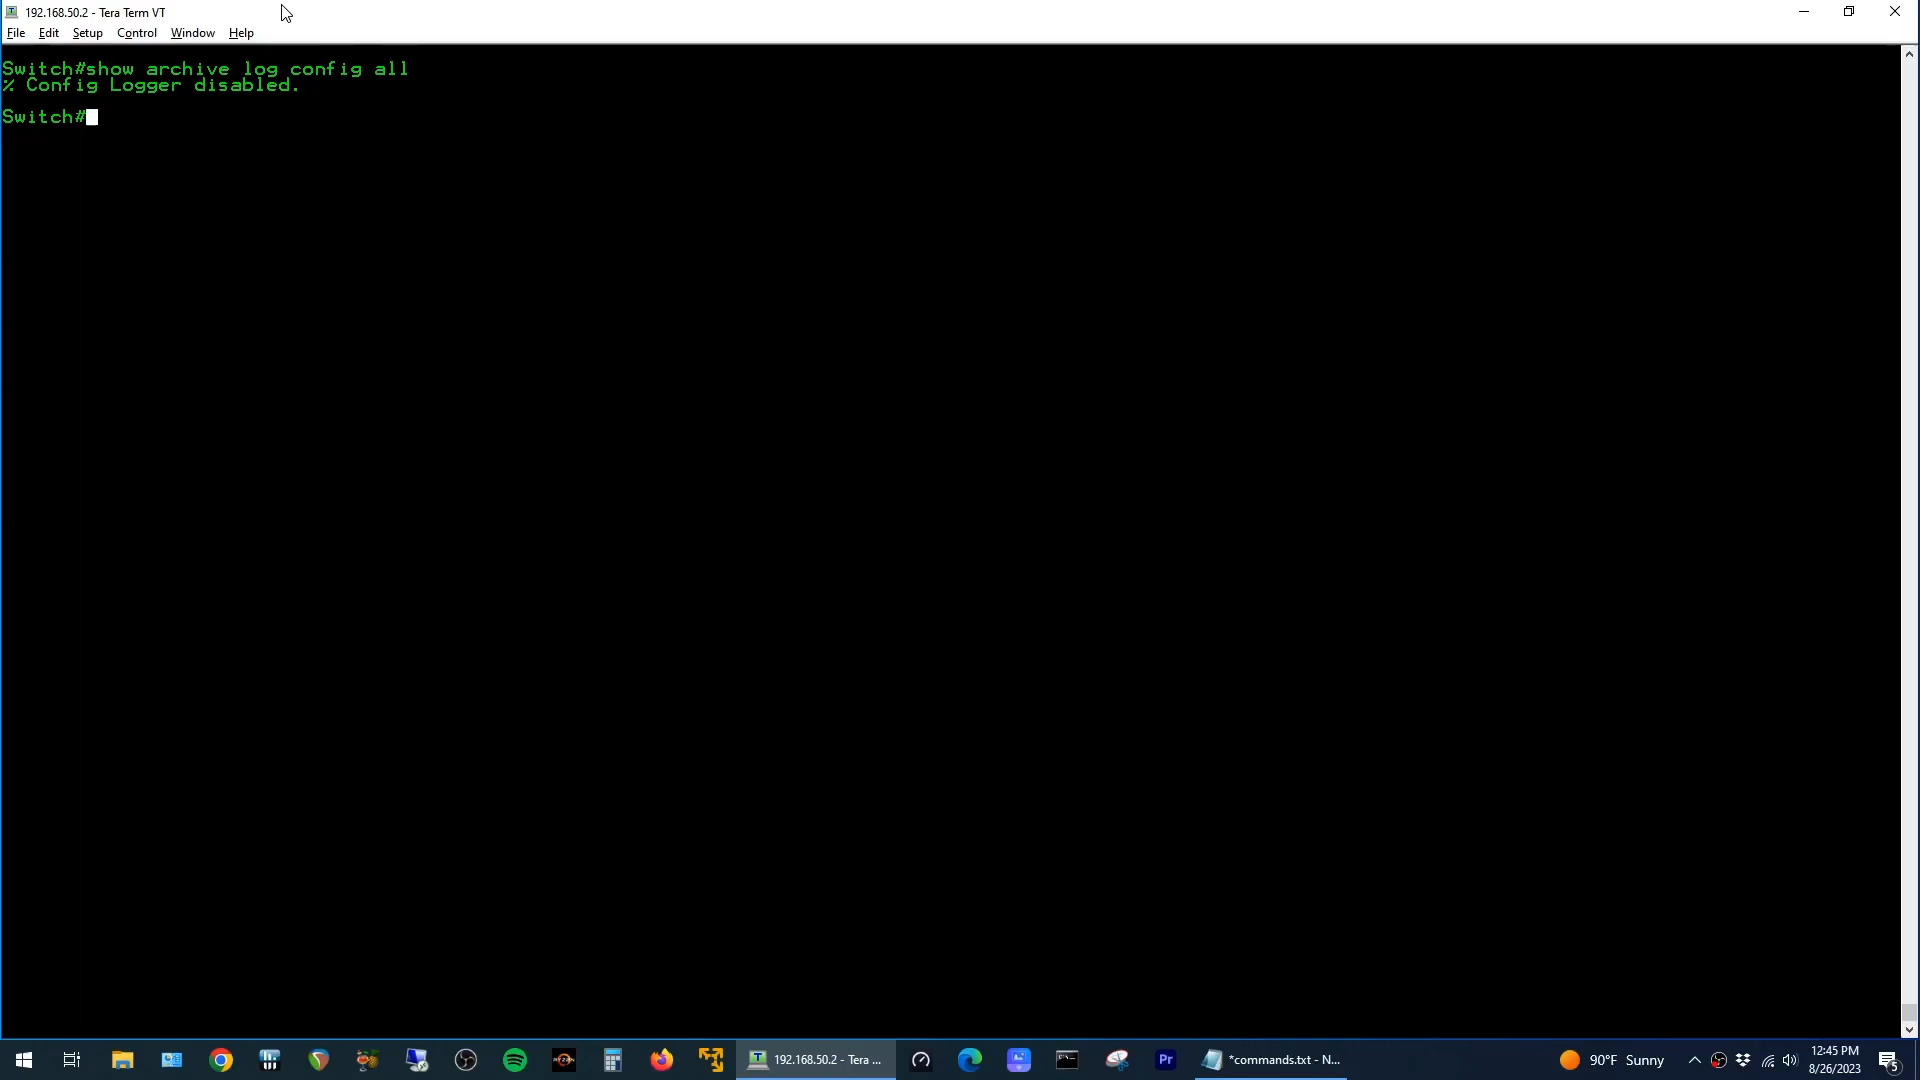 192.168.50.2 - Tera Term VT
File Edit Setup Control Window Help
Switch#show archive log config all
% Config Logger disabled.
Switch#
192.168.50.2 - Tera ...
Pr
*commands.txt - N...
90°F Sunny
12:45 PM
8/26/2023
5